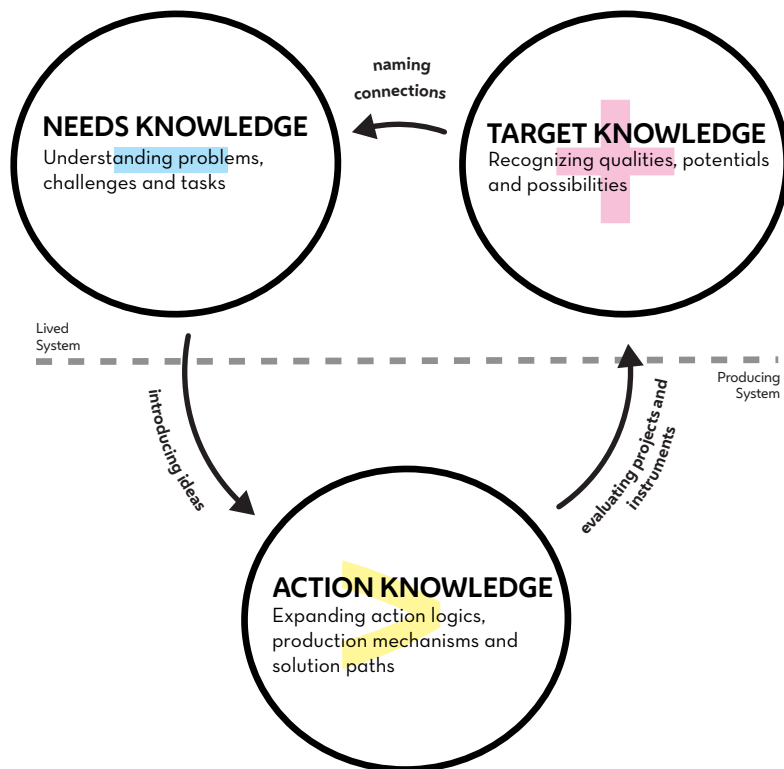 naming
connections
NEEDS KNOWLEDGE
Understanding problems,
challenges and tasks
TARGET KNOWLEDGE
Recognizing qualities, potentials
and possibilities
Lived
System
Producing
System
introducing ideas
evaluating projects and
instruments
ACTION KNOWLEDGE
Expanding action logics,
production mechanisms and
solution paths